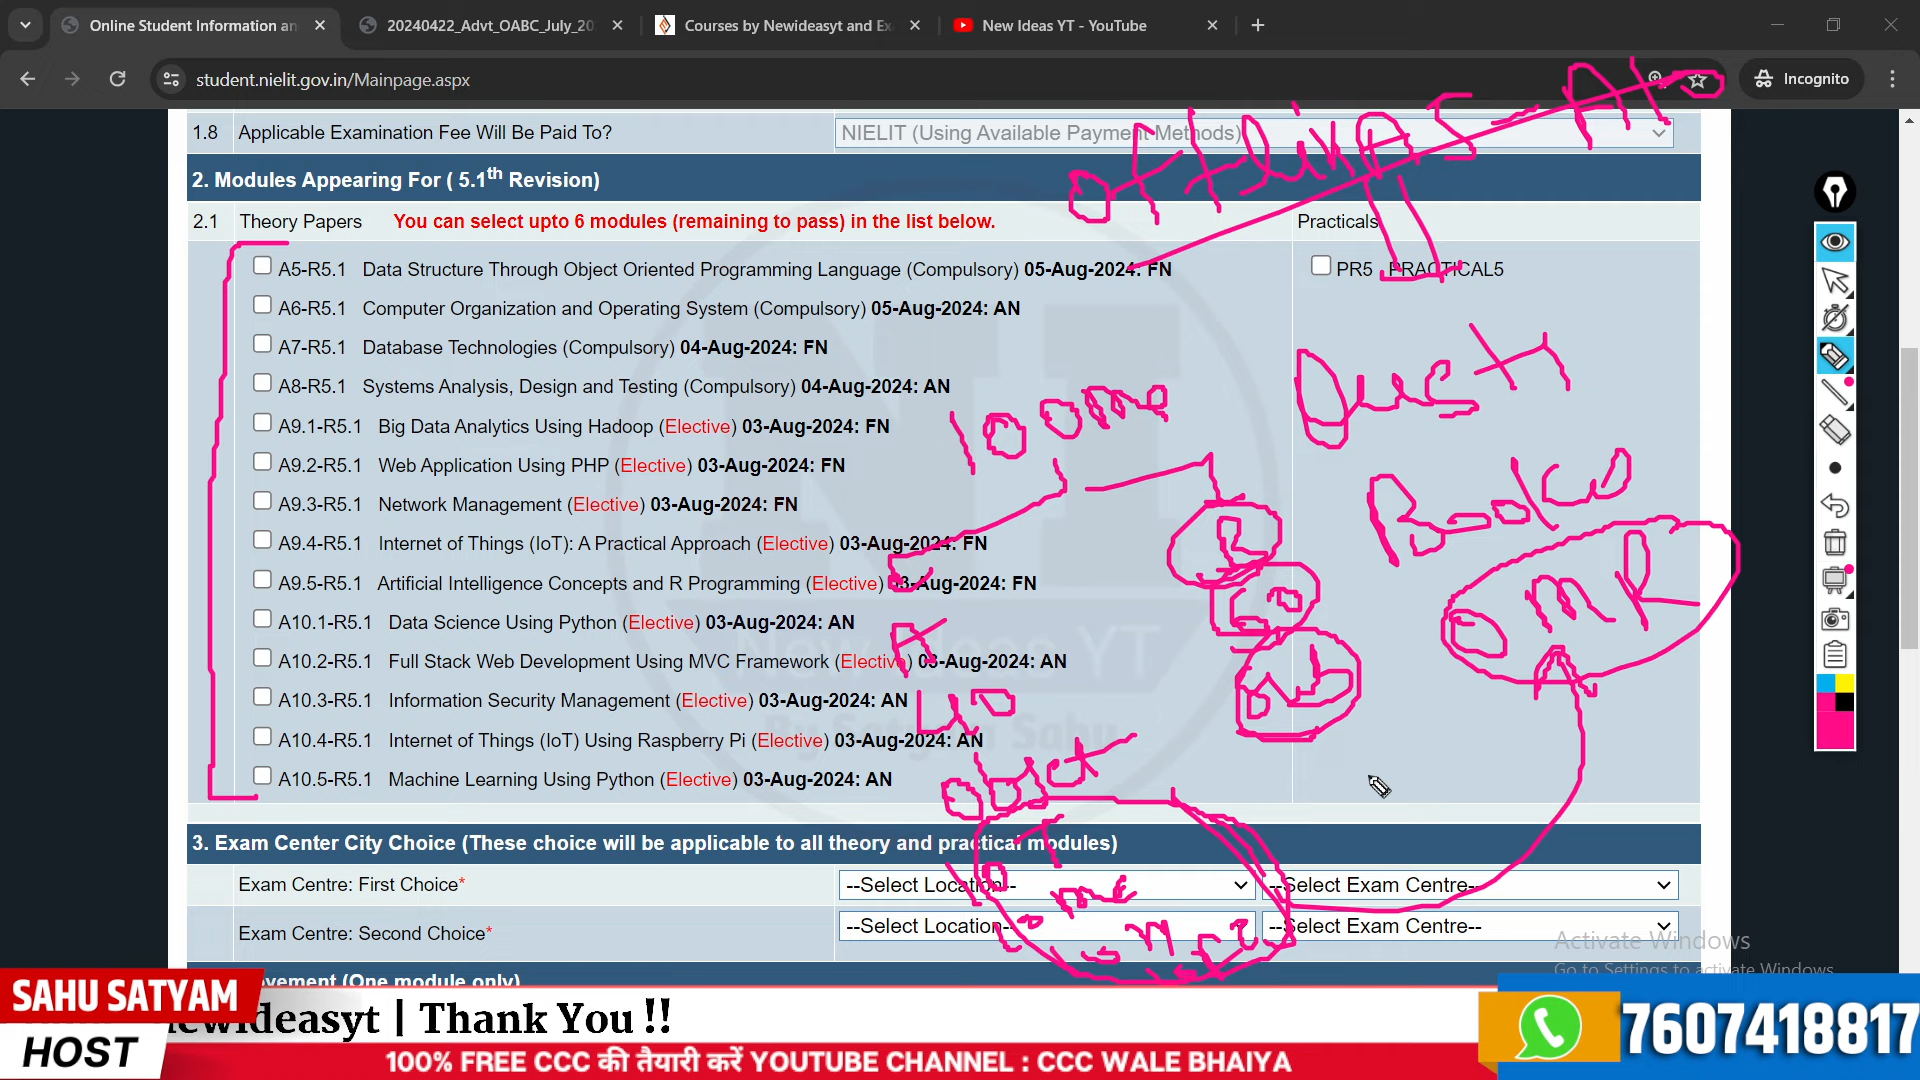 Online Student Information an
20240422_Advt_OABC_July_20
Courses by Newideasyt and Ex
New Ideas YT - YouTube
student.nielit.gov.in/Mainpage.aspx
Incognito
1.8 Applicable Examination Fee Will Be Paid To? NIELIT (Using Available Payment Methods)
2. Modules Appearing For ( 5.1th Revision)
2.1 Theory Papers You can select upto 6 modules (remaining to pass) in the list below. Practicals
A5-R5.1 Data Structure Through Object Oriented Programming Language (Compulsory) 05-Aug-2024: FN PR5 PRACTICAL5
A6-R5.1 Computer Organization and Operating System (Compulsory) 05-Aug-2024: AN
A7-R5.1 Database Technologies (Compulsory) 04-Aug-2024: FN
A8-R5.1 Systems Analysis, Design and Testing (Compulsory) 04-Aug-2024: AN
A9.1-R5.1 Big Data Analytics Using Hadoop (Elective) 03-Aug-2024: FN
A9.2-R5.1 Web Application Using PHP (Elective) 03-Aug-2024: FN
A9.3-R5.1 Network Management (Elective) 03-Aug-2024: FN
A9.4-R5.1 Internet of Things (IoT): A Practical Approach (Elective) 03-Aug-2024: FN
A9.5-R5.1 Artificial Intelligence Concepts and R Programming (Elective) 03-Aug-2024: FN
A10.1-R5.1 Data Science Using Python (Elective) 03-Aug-2024: AN
A10.2-R5.1 Full Stack Web Development Using MVC Framework (Elective) 03-Aug-2024: AN
A10.3-R5.1 Information Security Management (Elective) 03-Aug-2024: AN
A10.4-R5.1 Internet of Things (IoT) Using Raspberry Pi (Elective) 03-Aug-2024: AN
A10.5-R5.1 Machine Learning Using Python (Elective) 03-Aug-2024: AN
New Ideas YT
By Satyam Sahu
offline
100 ma
OMR
3. Exam Center City Choice (These choice will be applicable to all theory and practical modules)
Exam Centre: First Choice* --Select Location-- --Select Exam Centre--
Exam Centre: Second Choice* --Select Location-- --Select Exam Centre--
Activate Windows
Go to Settings to activate Windows.
vement (One module only)
SAHU SATYAM
HOST
ewideasyt | Thank You !!
7607418817
100% FREE CCC की तैयारी करें YOUTUBE CHANNEL : CCC WALE BHAIYA